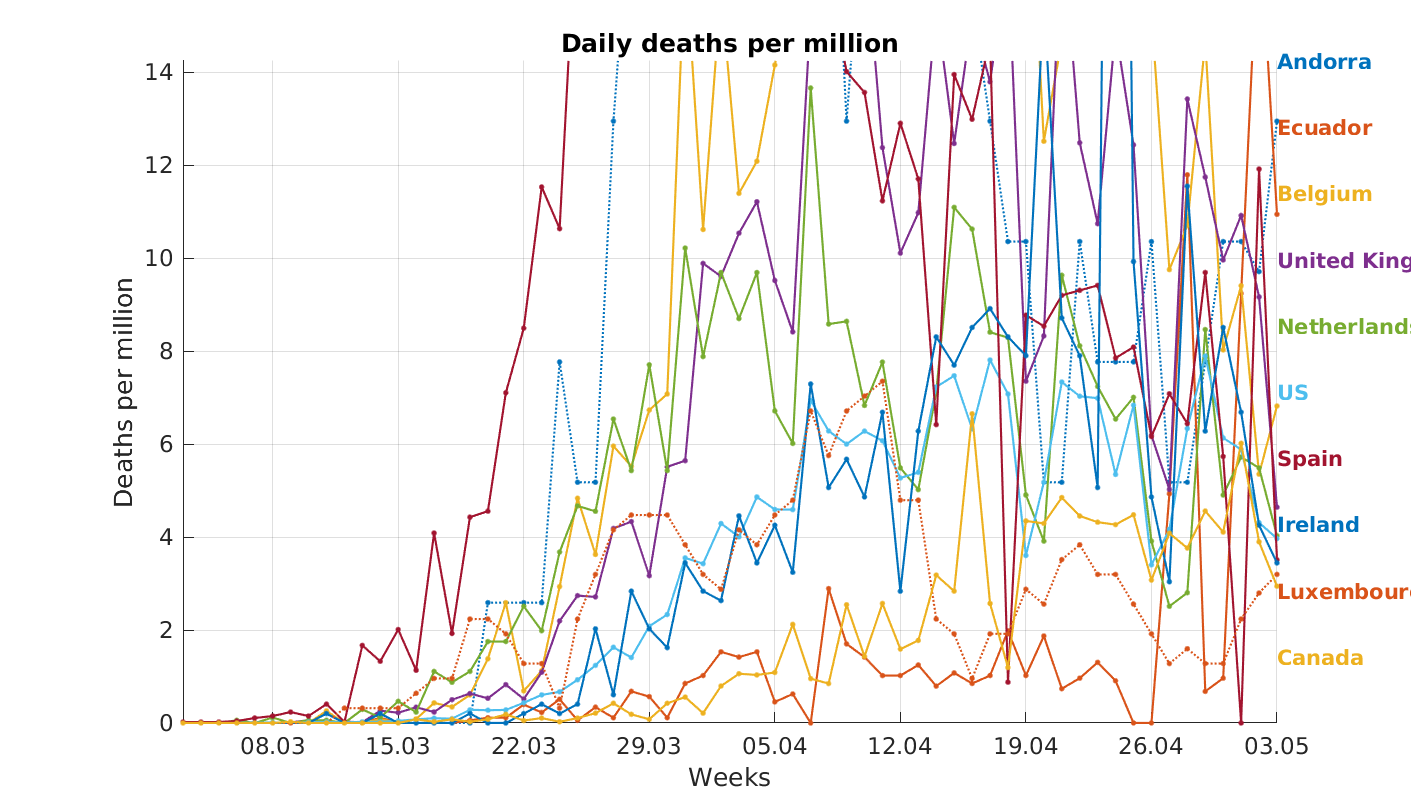 Daily deaths per million
Deaths per million
14
12
10
8
6
4
2
0
08.03
15.03
22.03
29.03
05.04
12.04
19.04
26.04
03.05
Weeks
Andorra
Ecuador
Belgium
United King
Netherlands
US
Spain
Ireland
Luxembourg
Canada